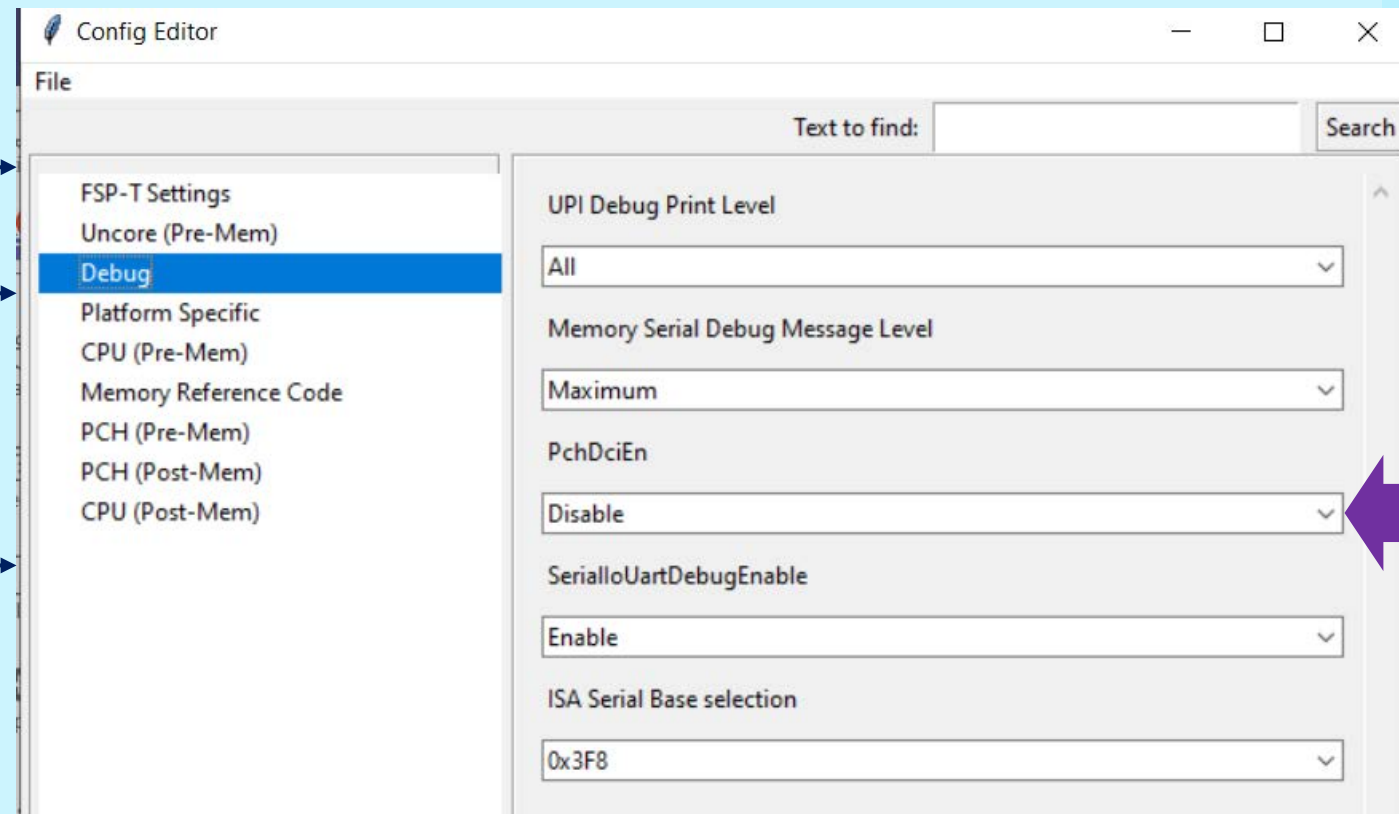 Config Editor
File
Text to find:
Search
FSP-T Settings
Uncore (Pre-Mem)
Debug
Platform Specific
CPU (Pre-Mem)
Memory Reference Code
PCH (Pre-Mem)
PCH (Post-Mem)
CPU (Post-Mem)
UPI Debug Print Level
All
Memory Serial Debug Message Level
Maximum
PchDciEn
Disable
SerialIoUartDebugEnable
Enable
ISA Serial Base selection
0x3F8